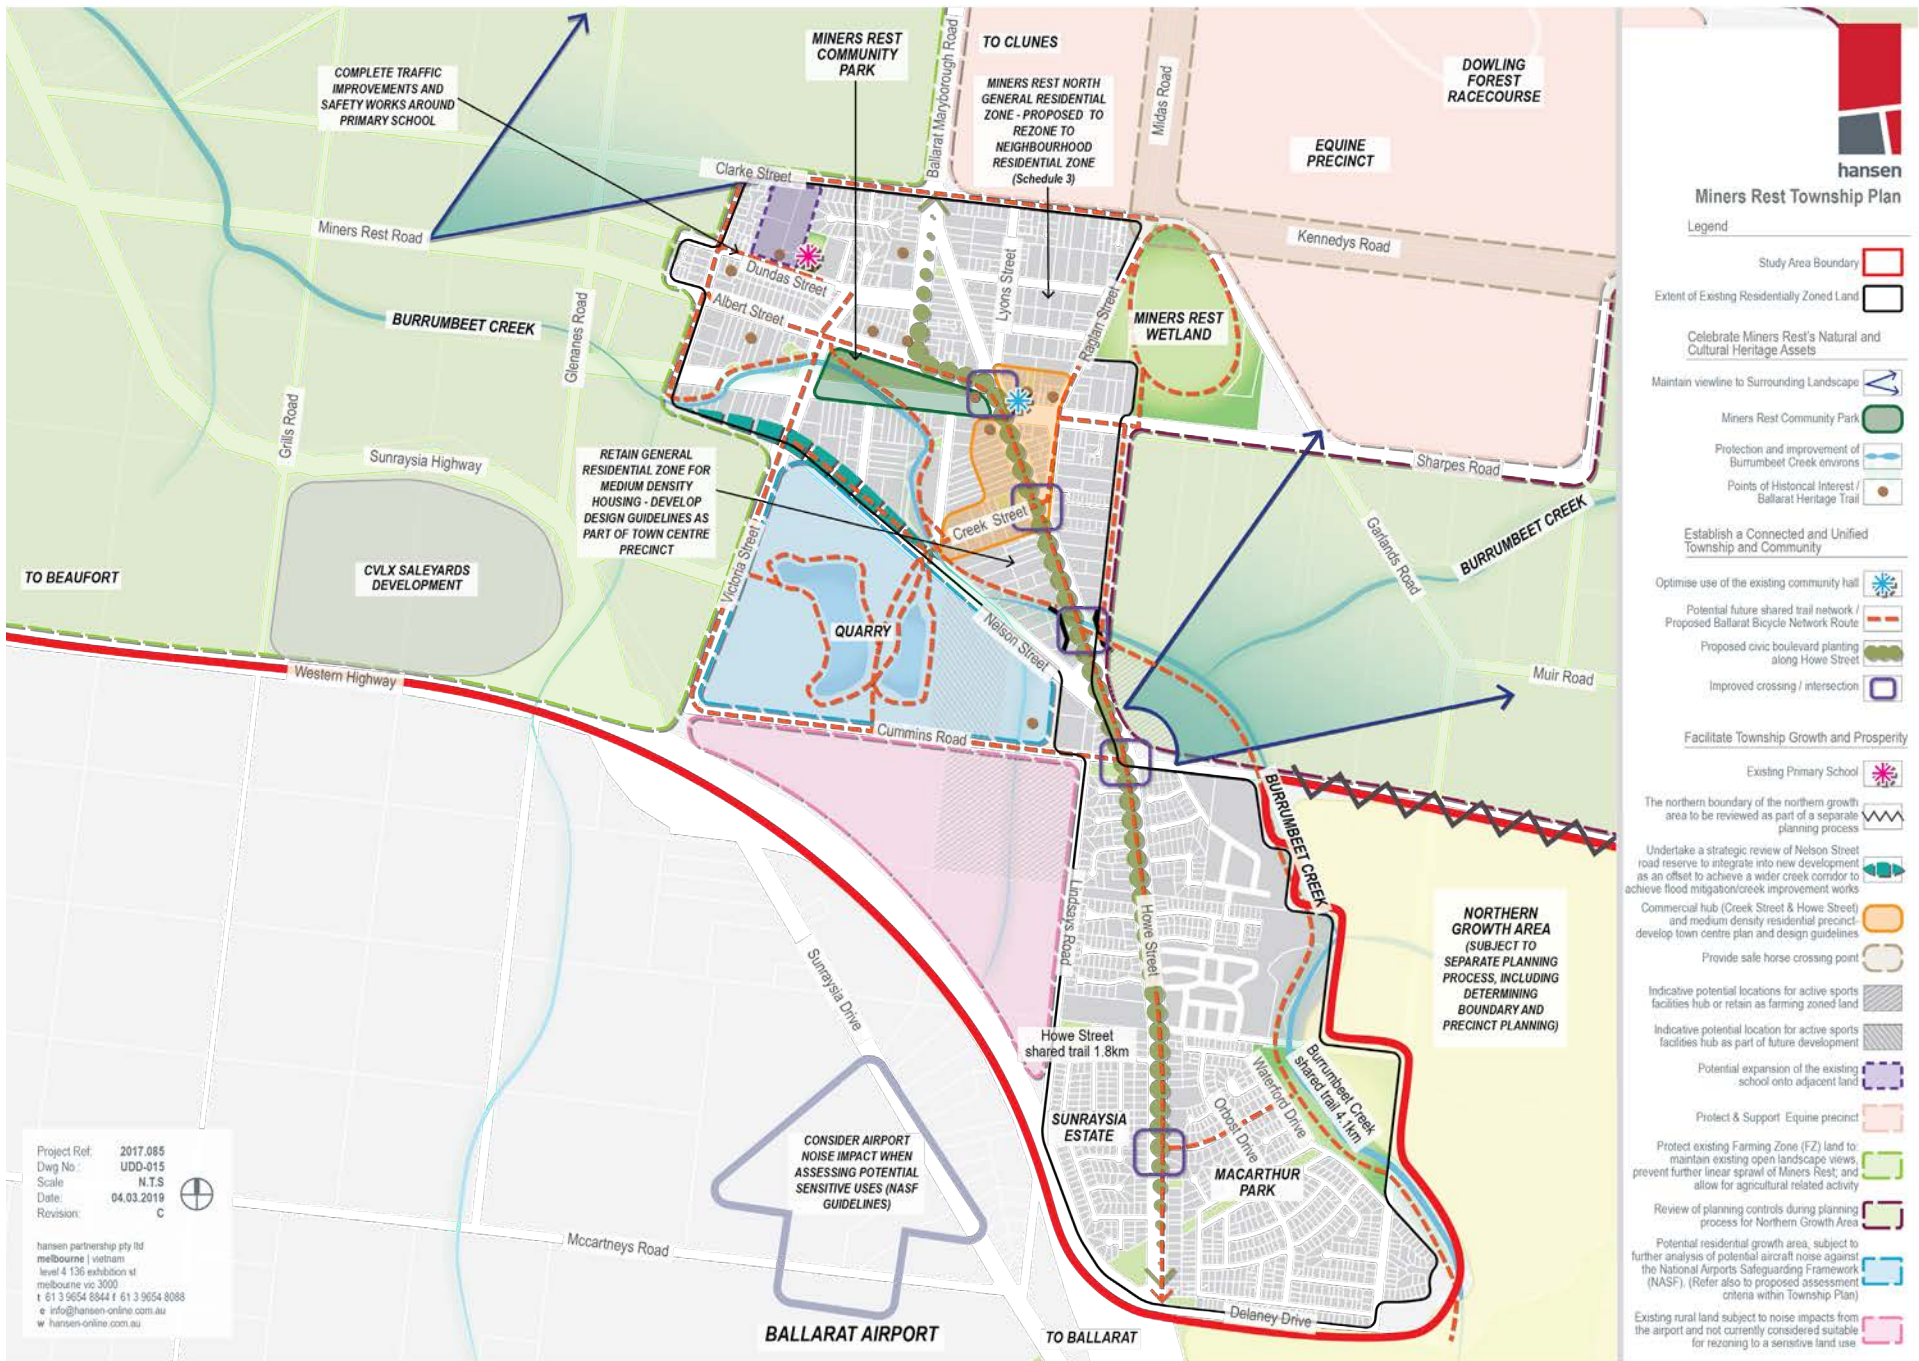 MINERS REST
COMMUNITY
PARK
TO CLUNES
DOWLING
FOREST
RACECOURSE
COMPLETE TRAFFIC
IMPROVEMENTS AND
SAFETY WORKS AROUND
PRIMARY SCHOOL
MINERS REST NORTH
GENERAL RESIDENTIAL
ZONE - PROPOSED TO
REZONE TO
NEIGHBOURHOOD
RESIDENTIAL ZONE
(Schedule 3)
Ballarat Maryborough Road
Midas Road
EQUINE
PRECINCT
Clarke Street
Miners Rest Road
Kennedys Road
Dundas Street
Albert Street
Lyons Street
Raglan Street
MINERS REST
WETLAND
BURRUMBEET CREEK
Glenanes Road
Grills Road
Sunraysia Highway
RETAIN GENERAL
RESIDENTIAL ZONE FOR
MEDIUM DENSITY
HOUSING - DEVELOP
DESIGN GUIDELINES AS
PART OF TOWN CENTRE
PRECINCT
Sharpes Road
Creek Street
Garlands Road
BURRUMBEET CREEK
TO BEAUFORT
CVLX SALEYARDS
DEVELOPMENT
Victoria Street
QUARRY
Nelson Street
Muir Road
Western Highway
Cummins Road
BURRUMBEET CREEK
Lindsays Road
Howe Street
NORTHERN
GROWTH AREA
(SUBJECT TO
SEPARATE PLANNING
PROCESS, INCLUDING
DETERMINING
BOUNDARY AND
PRECINCT PLANNING)
Sunraysia Drive
Howe Street
shared trail 1.8km
Burrumbeet Creek
shared trail 4.1km
Waterford Drive
Orbost Drive
SUNRAYSIA
ESTATE
MACARTHUR
PARK
CONSIDER AIRPORT
NOISE IMPACT WHEN
ASSESSING POTENTIAL
SENSITIVE USES (NASF
GUIDELINES)
Mccartneys Road
Delaney Drive
BALLARAT AIRPORT
TO BALLARAT
Project Ref: 2017.085
Dwg No.: UDD-015
Scale N.T.S
Date: 04.03.2019
Revision: C
hansen partnership pty ltd
melbourne | vietnam
level 4 136 exhibition st
melbourne vic 3000
t 61 3 9654 8844 f 61 3 9654 8088
e info@hansen-online.com.au
w hansen-online.com.au
hansen
Miners Rest Township Plan
Legend
Study Area Boundary
Extent of Existing Residentially Zoned Land
Celebrate Miners Rest's Natural and
Cultural Heritage Assets
Maintain viewline to Surrounding Landscape
Miners Rest Community Park
Protection and improvement of
Burrumbeet Creek environs
Points of Historical Interest /
Ballarat Heritage Trail
Establish a Connected and Unified
Township and Community
Optimise use of the existing community hall
Potential future shared trail network /
Proposed Ballarat Bicycle Network Route
Proposed civic boulevard planting
along Howe Street
Improved crossing / intersection
Facilitate Township Growth and Prosperity
Existing Primary School
The northern boundary of the northern growth
area to be reviewed as part of a separate
planning process
Undertake a strategic review of Nelson Street
road reserve to integrate into new development
as an offset to achieve a wider creek corridor to
achieve flood mitigation/creek improvement works
Commercial hub (Creek Street & Howe Street)
and medium density residential precinct-
develop town centre plan and design guidelines
Provide safe horse crossing point
Indicative potential locations for active sports
facilities hub or retain as farming zoned land
Indicative potential location for active sports
facilities hub as part of future development
Potential expansion of the existing
school onto adjacent land
Protect & Support Equine precinct
Protect existing Farming Zone (FZ) land to:
maintain existing open landscape views,
prevent further linear sprawl of Miners Rest; and
allow for agricultural related activity
Review of planning controls during planning
process for Northern Growth Area
Potential residential growth area, subject to
further analysis of potential aircraft noise against
the National Airports Safeguarding Framework
(NASF). (Refer also to proposed assessment
criteria within Township Plan)
Existing rural land subject to noise impacts from
the airport and not currently considered suitable
for rezoning to a sensitive land use